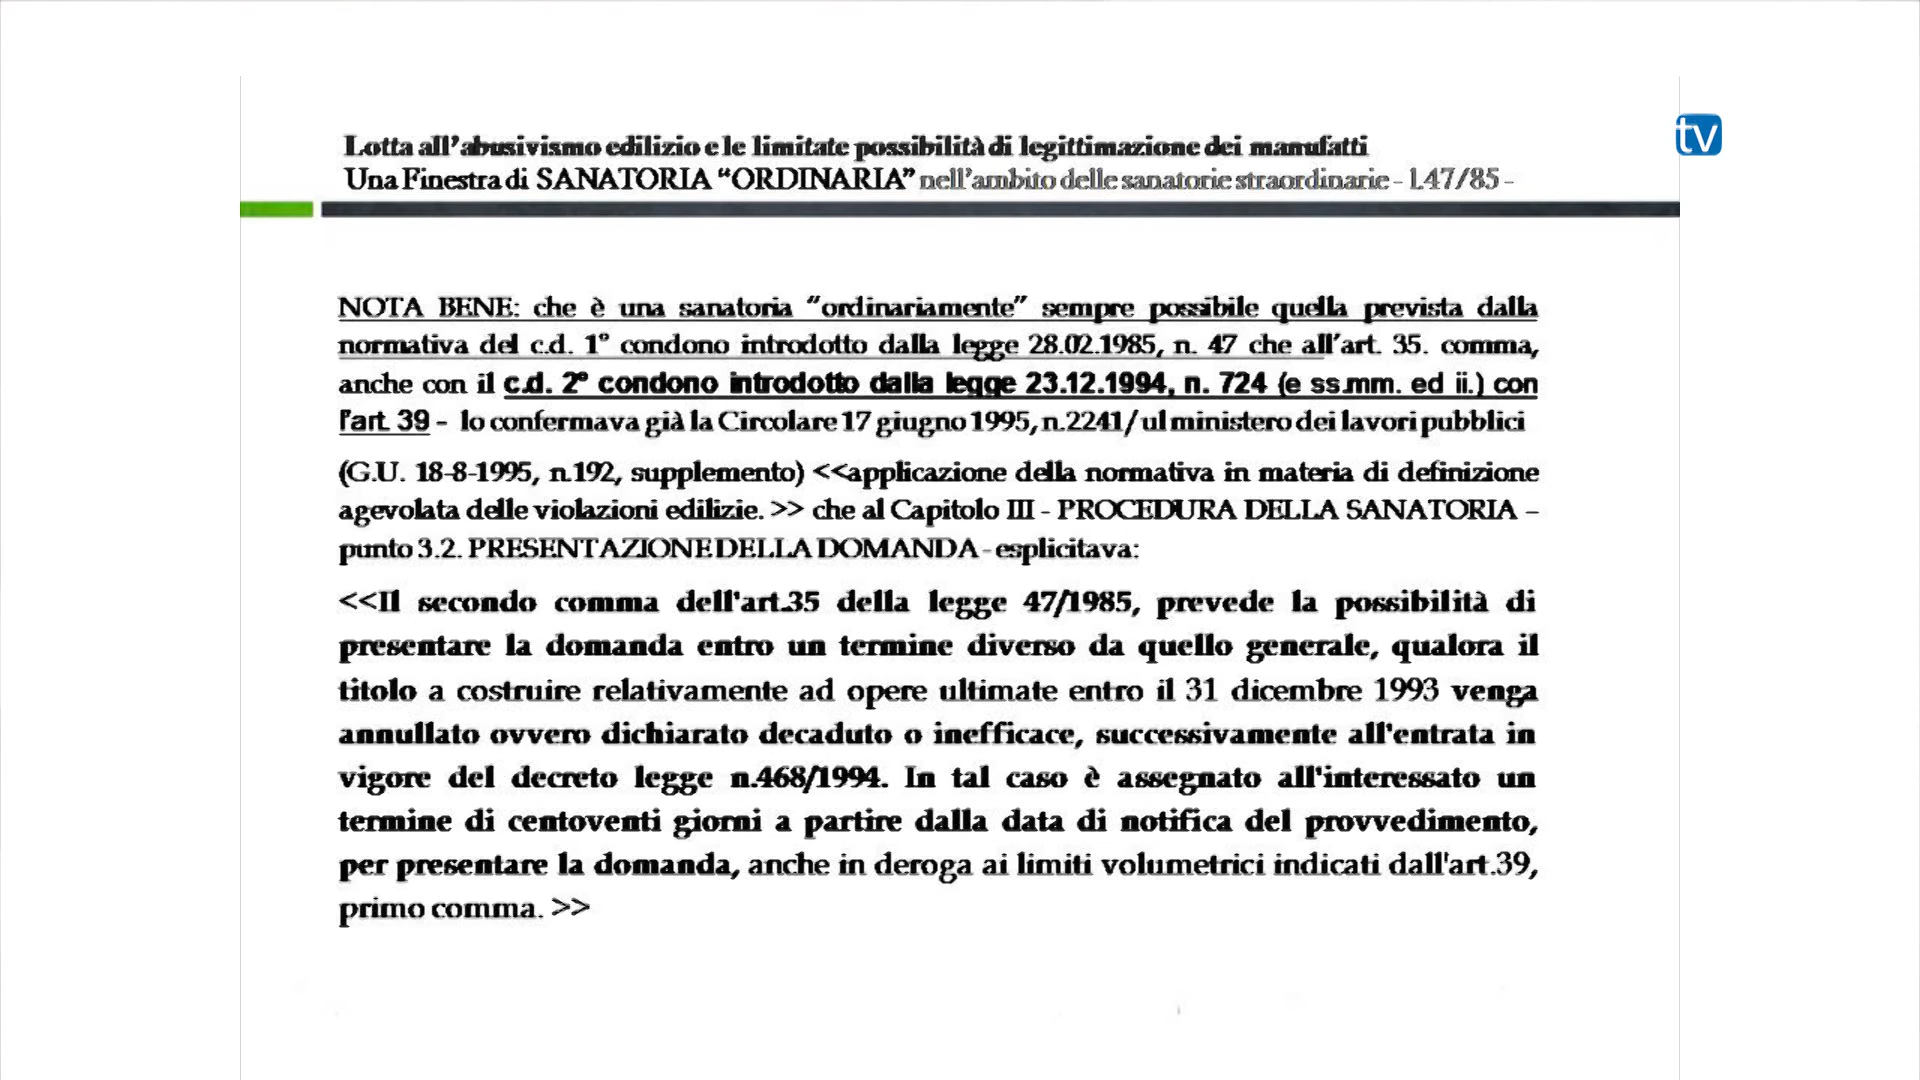 tv
Lotta all’abusivismo edilizio e le limitate possibilità di legittimazione dei manufatti
Una Finestra di SANATORIA “ORDINARIA” nell’ambito delle sanatorie straordinarie - l.47/85 -
NOTA BENE: che è una sanatoria “ordinariamente” sempre possibile quella prevista dalla
normativa del c.d. 1° condono introdotto dalla legge 28.02.1985, n. 47 che all’art. 35. comma,
anche con il c.d. 2° condono introdotto dalla legge 23.12.1994, n. 724 (e ss.mm. ed ii.) con
l’art. 39 - lo confermava già la Circolare 17 giugno 1995, n.2241/ ul ministero dei lavori pubblici
(G.U. 18-8-1995, n.192, supplemento) <<applicazione della normativa in materia di definizione
agevolata delle violazioni edilizie. >> che al Capitolo III - PROCEDURA DELLA SANATORIA –
punto 3.2. PRESENTAZIONE DELLA DOMANDA - esplicitava:
<<Il secondo comma dell'art.35 della legge 47/1985, prevede la possibilità di
presentare la domanda entro un termine diverso da quello generale, qualora il
titolo a costruire relativamente ad opere ultimate entro il 31 dicembre 1993 venga
annullato ovvero dichiarato decaduto o inefficace, successivamente all'entrata in
vigore del decreto legge n.468/1994. In tal caso è assegnato all'interessato un
termine di centoventi giorni a partire dalla data di notifica del provvedimento,
per presentare la domanda, anche in deroga ai limiti volumetrici indicati dall'art.39,
primo comma. >>